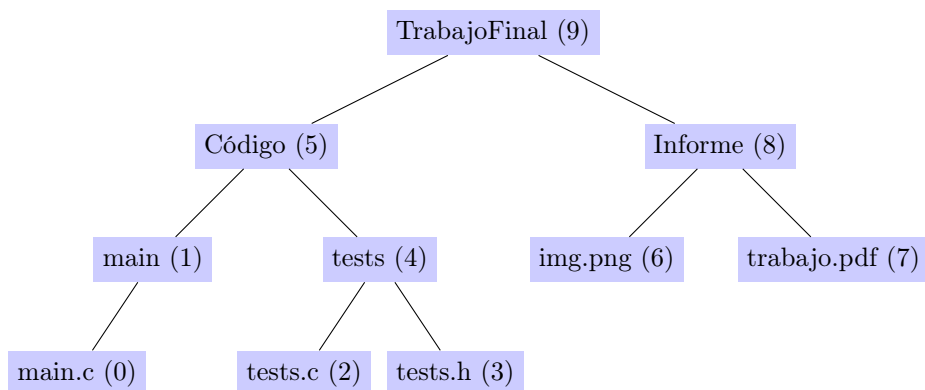 TrabajoFinal (9)
Código (5)
Informe (8)
main (1)
tests (4)
img.png (6)
trabajo.pdf (7)
main.c (0)
tests.c (2)
tests.h (3)